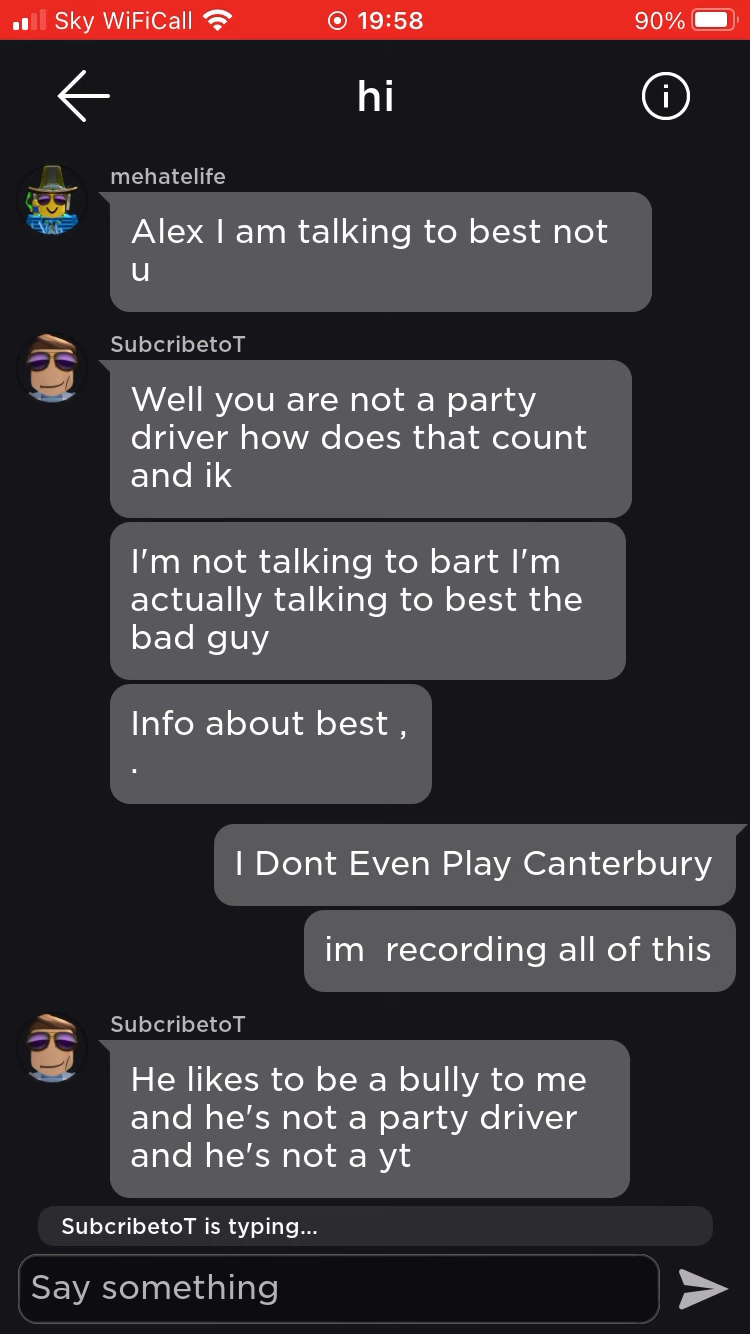 Sky WiFiCall
19:58
90%
hi
mehatelife
Alex I am talking to best not
u
SubcribetoT
Well you are not a party
driver how does that count
and ik
I'm not talking to bart I'm
actually talking to best the
bad guy
Info about best ,
.
I Dont Even Play Canterbury
im  recording all of this
SubcribetoT
He likes to be a bully to me
and he's not a party driver
and he's not a yt
SubcribetoT is typing...
Say something